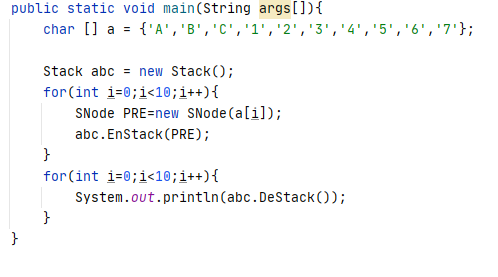 public static void main(String args[]){
char [] a = {'A','B','C','1','2','3','4','5','6','7'};
Stack abc = new Stack();
for(int i=0;i<10;i++){
SNode PRE=new SNode(a[i]);
abc.EnStack(PRE);
}
for(int i=0;i<10;i++){
System.out.println(abc.DeStack());
}
}